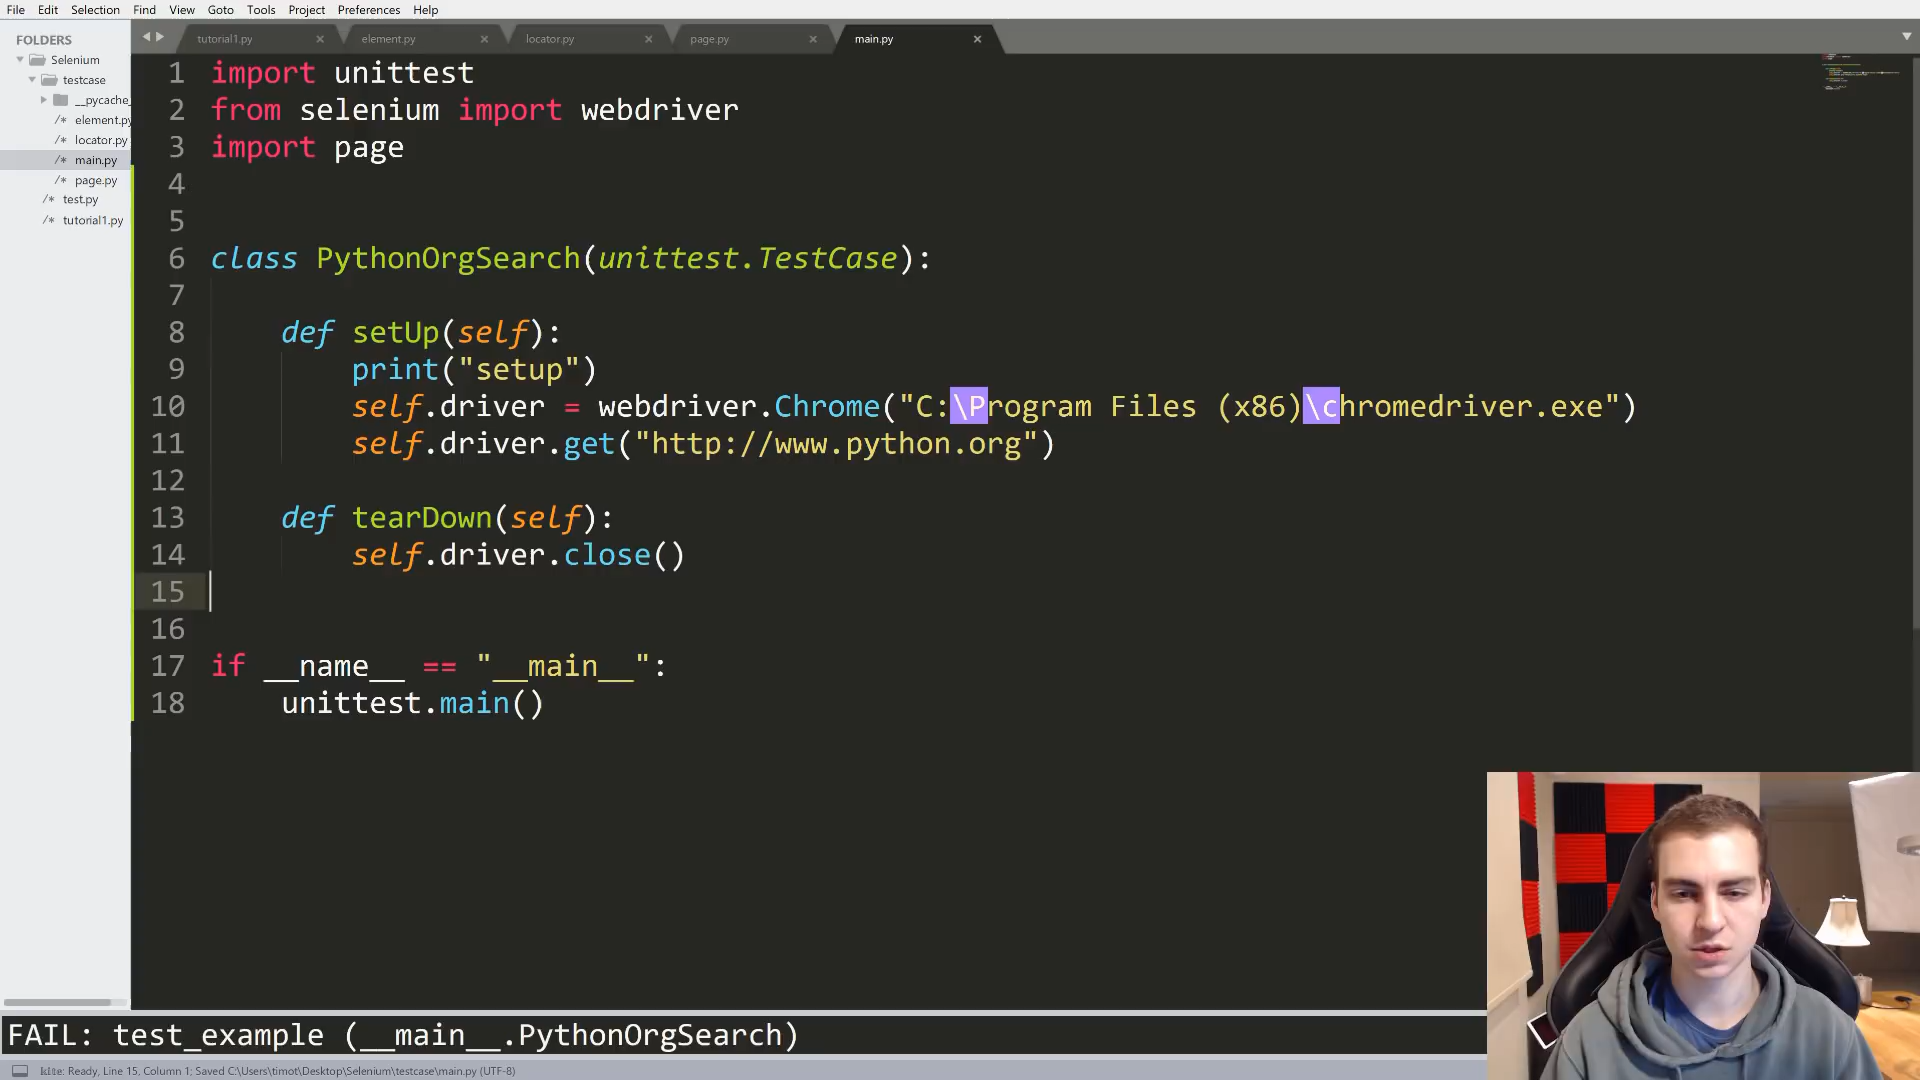 File Edit Selection Find View Goto Tools Project Preferences Help
FOLDERS
Selenium
testcase
__pycache_
/* element.py
/* locator.py
/* main.py
/* page.py
/* test.py
/* tutorial1.py
tutorial1.py × element.py × locator.py × page.py × main.py ×
1 import unittest
2 from selenium import webdriver
3 import page
4
5
6 class PythonOrgSearch(unittest.TestCase):
7
8 def setUp(self):
9 print("setup")
10 self.driver = webdriver.Chrome("C:\Program Files (x86)\chromedriver.exe")
11 self.driver.get("http://www.python.org")
12
13 def tearDown(self):
14 self.driver.close()
15
16
17 if __name__ == "__main__":
18 unittest.main()
FAIL: test_example (__main__.PythonOrgSearch)
Ready, Line 15, Column 1; Saved C:\Users\timot\Desktop\Selenium\testcase\main.py (UTF-8)